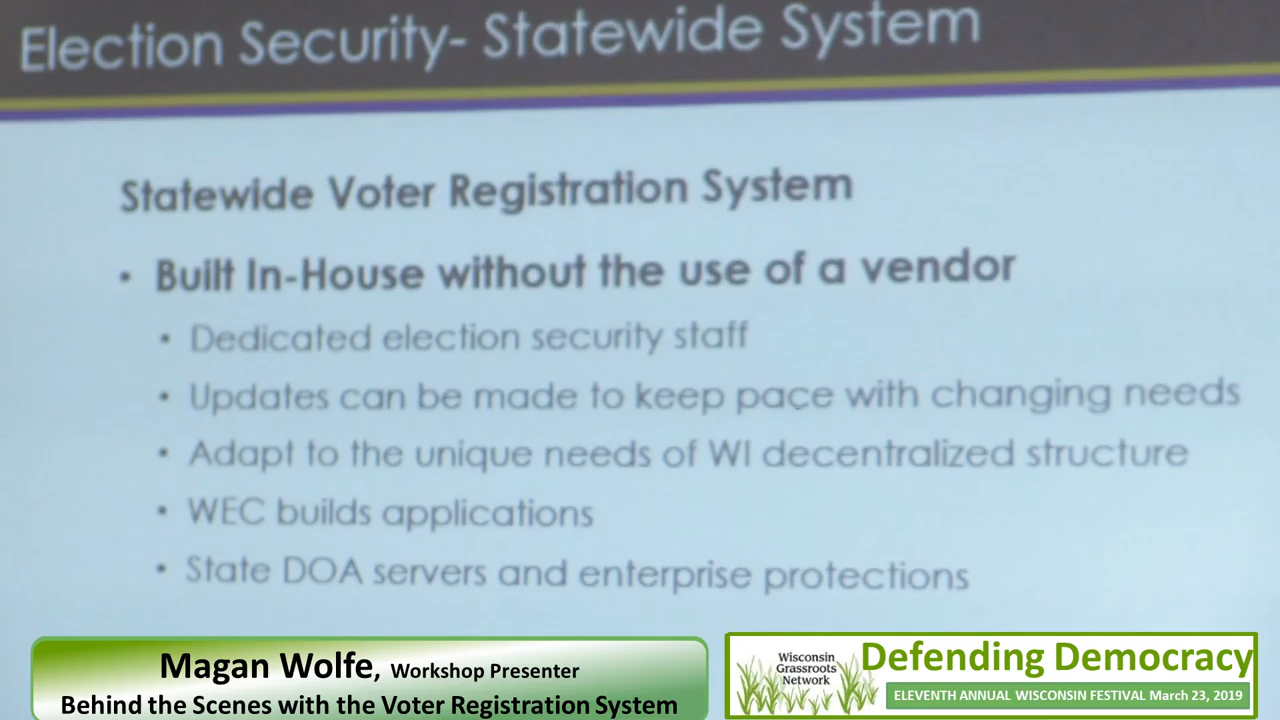 Election Security- Statewide System
Statewide Voter Registration System
• Built In-House without the use of a vendor
• Dedicated election security staff
• Updates can be made to keep pace with changing needs
• Adapt to the unique needs of WI decentralized structure
• WEC builds applications
• State DOA servers and enterprise protections
Magan Wolfe, Workshop Presenter
Behind the Scenes with the Voter Registration System
Wisconsin
Grassroots
Network
Defending Democracy
ELEVENTH ANNUAL WISCONSIN FESTIVAL March 23, 2019